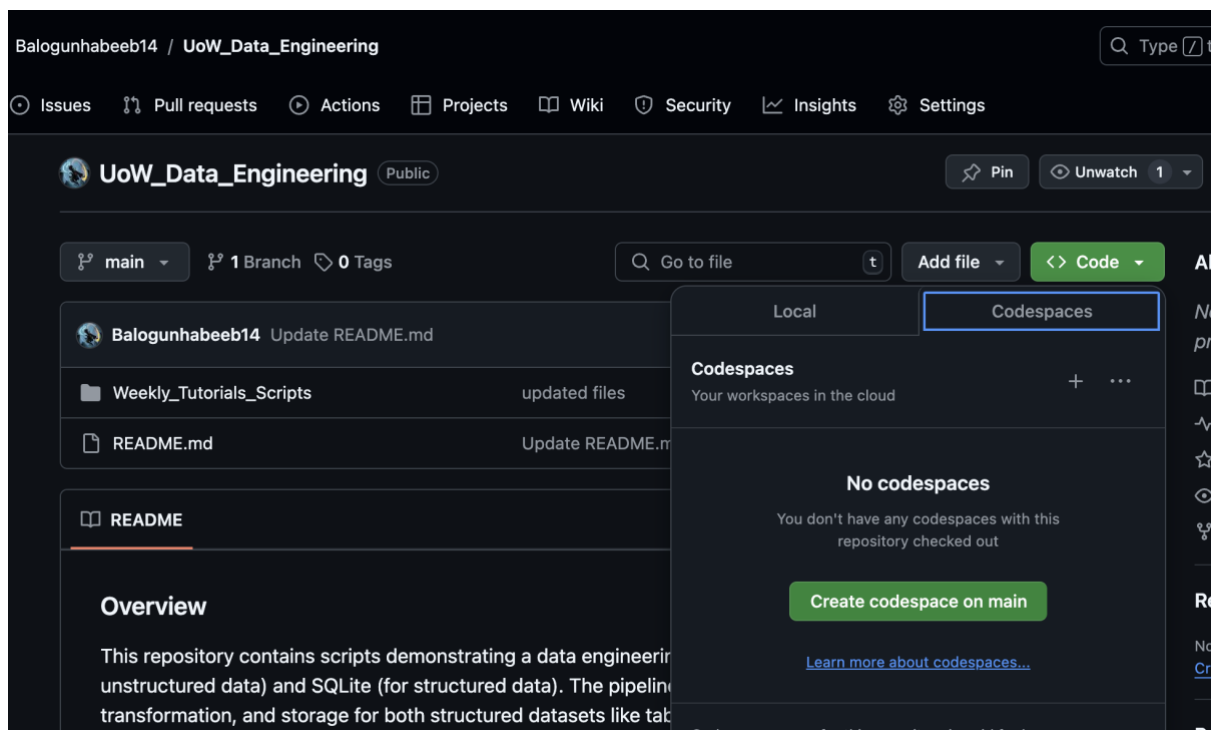 Balogunhabeeb14 / UoW_Data_Engineering
Type / t
Issues Pull requests Actions Projects Wiki Security Insights Settings
UoW_Data_Engineering Public
Pin Unwatch 1
main 1 Branch 0 Tags
Go to file t Add file Code
Local Codespaces
Balogunhabeeb14 Update README.md
Codespaces
Your workspaces in the cloud
Weekly_Tutorials_Scripts updated files
README.md Update README.m
No codespaces
You don't have any codespaces with this
repository checked out
README
Create codespace on main
Learn more about codespaces...
Overview
This repository contains scripts demonstrating a data engineerin
unstructured data) and SQLite (for structured data). The pipeline
transformation, and storage for both structured datasets like tab